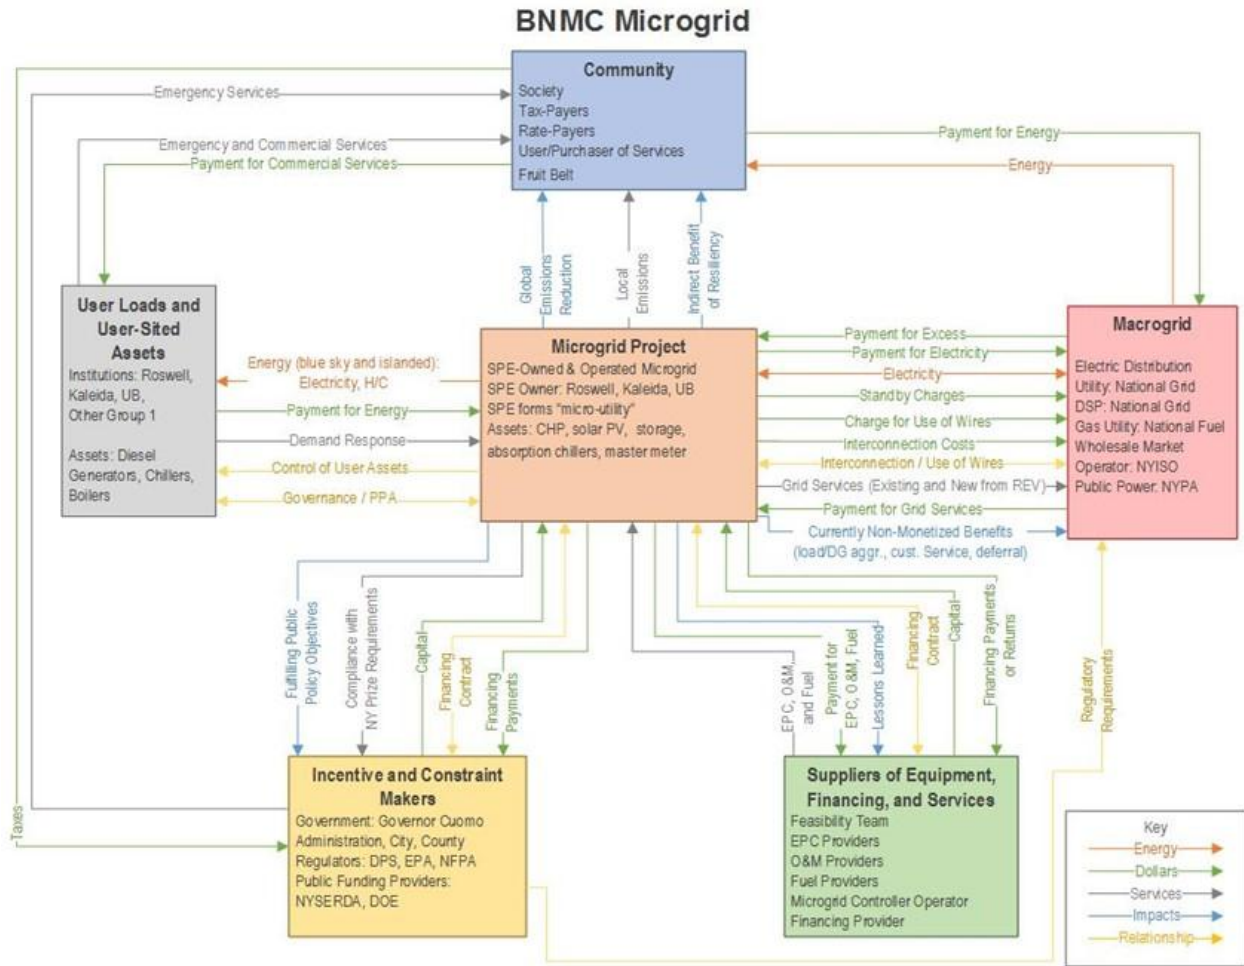 BNMC Microgrid
Community
Society
Tax-Payers
Rate-Payers
User/Purchaser of Services
Fruit Belt
Emergency Services
Emergency and Commercial Services
Payment for Commercial Services
Payment for Energy
Energy
Global
Emissions
Reduction
Local
Emissions
Indirect Benefit
of Resiliency
User Loads and
User-Sited
Assets
Institutions: Roswell,
Kaleida, UB,
Other Group 1
Assets: Diesel
Generators, Chillers,
Boilers
Energy (blue sky and islanded):
Electricity, H/C
Payment for Energy
Demand Response
Control of User Assets
Governance / PPA
Microgrid Project
SPE-Owned & Operated Microgrid
SPE Owner: Roswell, Kaleida, UB
SPE forms "micro-utility"
Assets: CHP, solar PV, storage,
absorption chillers, master meter
Payment for Excess
Payment for Electricity
Electricity
Standby Charges
Charge for Use of Wires
Interconnection Costs
Interconnection / Use of Wires
Grid Services (Existing and New from REV)
Payment for Grid Services
Currently Non-Monetized Benefits
(load/DG aggr., cust. Service, deferral)
Macrogrid
Electric Distribution
Utility: National Grid
DSP: National Grid
Gas Utility: National Fuel
Wholesale Market
Operator: NYISO
Public Power: NYPA
Fulfilling Public
Policy Objectives
Compliance with
NY Prize Requirements
Capital
Financing
Contract
Financing
Payments
EPC, O&M,
and Fuel
Payment for
EPC, O&M, Fuel
Lessons Learned
Financing
Contract
Capital
Financing Payments
or Returns
Regulatory
Requirements
Taxes
Incentive and Constraint
Makers
Government: Governor Cuomo
Administration, City, County
Regulators: DPS, EPA, NFPA
Public Funding Providers:
NYSERDA, DOE
Suppliers of Equipment,
Financing, and Services
Feasibility Team
EPC Providers
O&M Providers
Fuel Providers
Microgrid Controller Operator
Financing Provider
Key
Energy
Dollars
Services
Impacts
Relationship